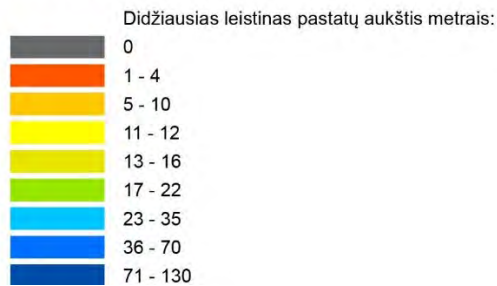 Didžiausias leistinas pastatų aukštis metrais:
0
1 - 4
5 - 10
11 - 12
13 - 16
17 - 22
23 - 35
36 - 70
71 - 130